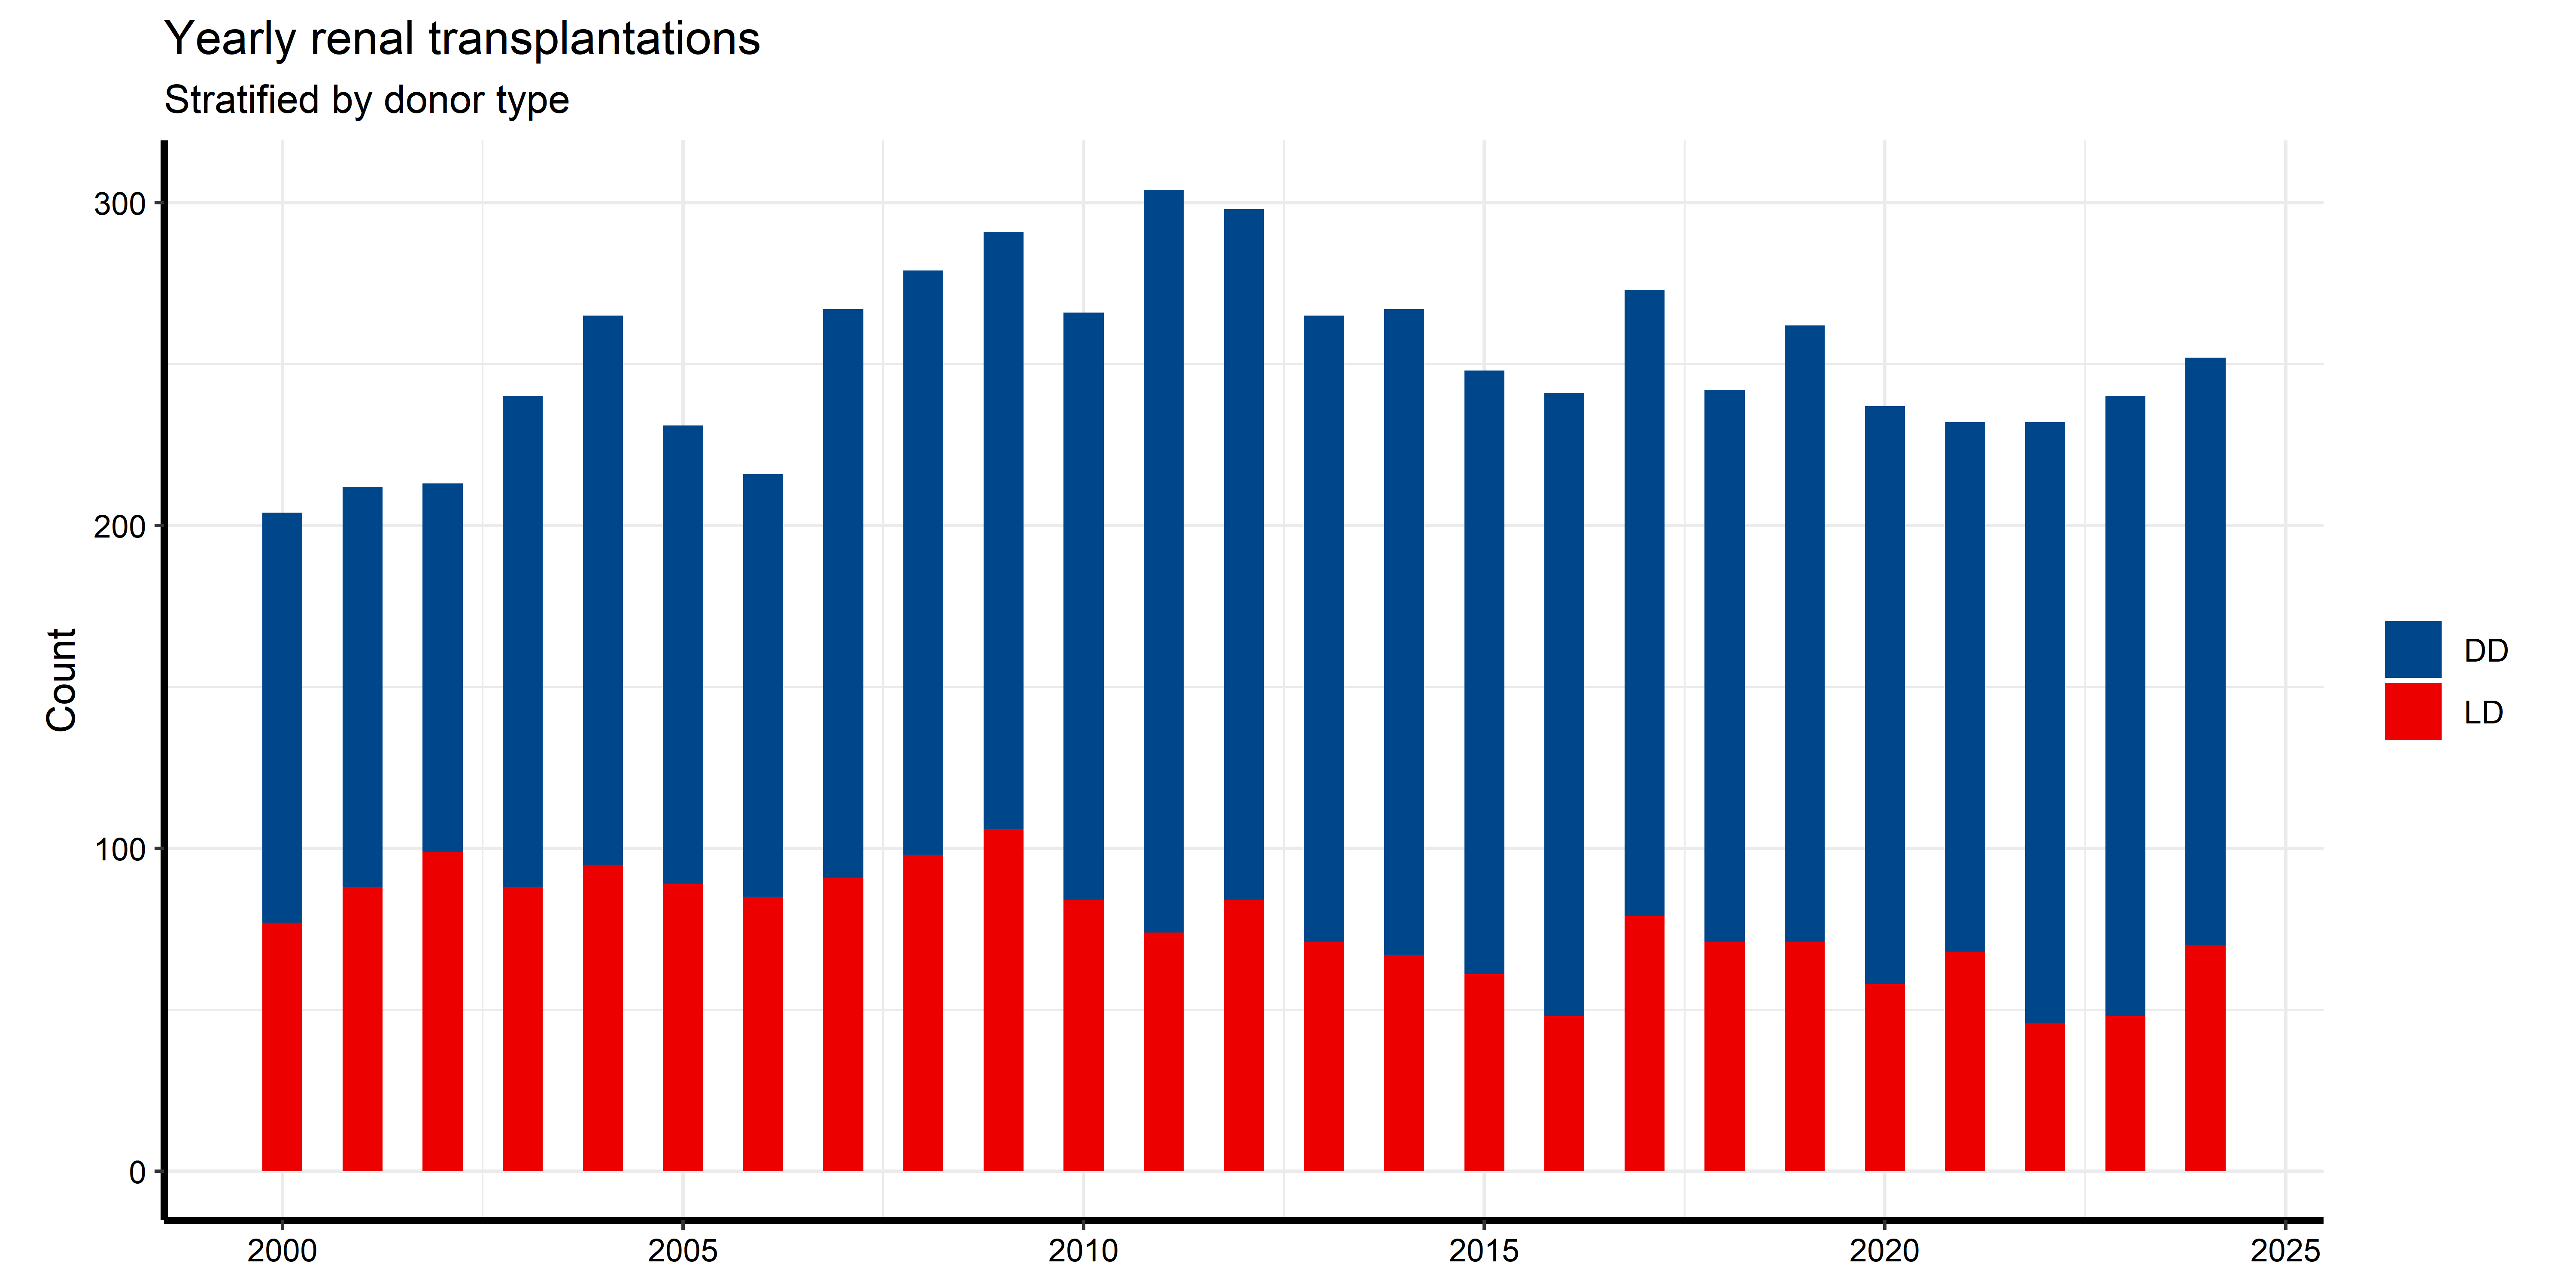 Yearly renal transplantations
Stratified by donor type
Count
300
200
100
0
2000
2005
2010
2015
2020
2025
DD
LD